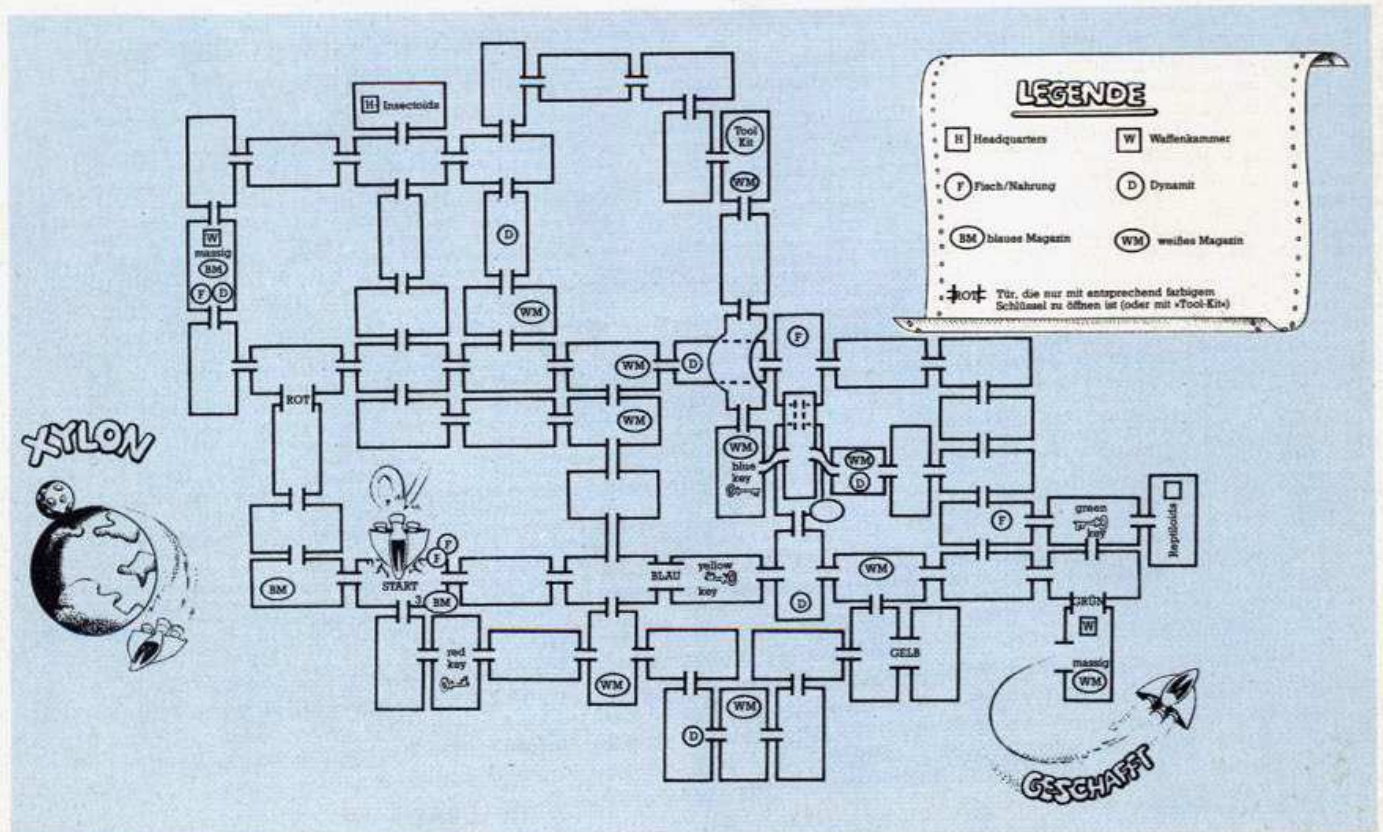 LEGENDE
H Headquarters
W Waffenkammer
F Fisch/Nahrung
D Dynamit
BM blaues Magazin
WM weißes Magazin
ROT Tür, die nur mit entsprechend farbigem
Schlüssel zu öffnen ist (oder mit »Tool-Kit«)
H Insectoids
Tool
Kit
WM
W
massig
BM
F D
D
WM
WM
D
F
ROT
WM
WM
blue
key
WM
D
XYLON
F
green
key
Reptiloids
F
F
BM
START
3 BM
BLAU
yellow
key
D
WM
GRÜN
W
massig
WM
red
key
WM
GELB
D
WM
GESCHAFFT